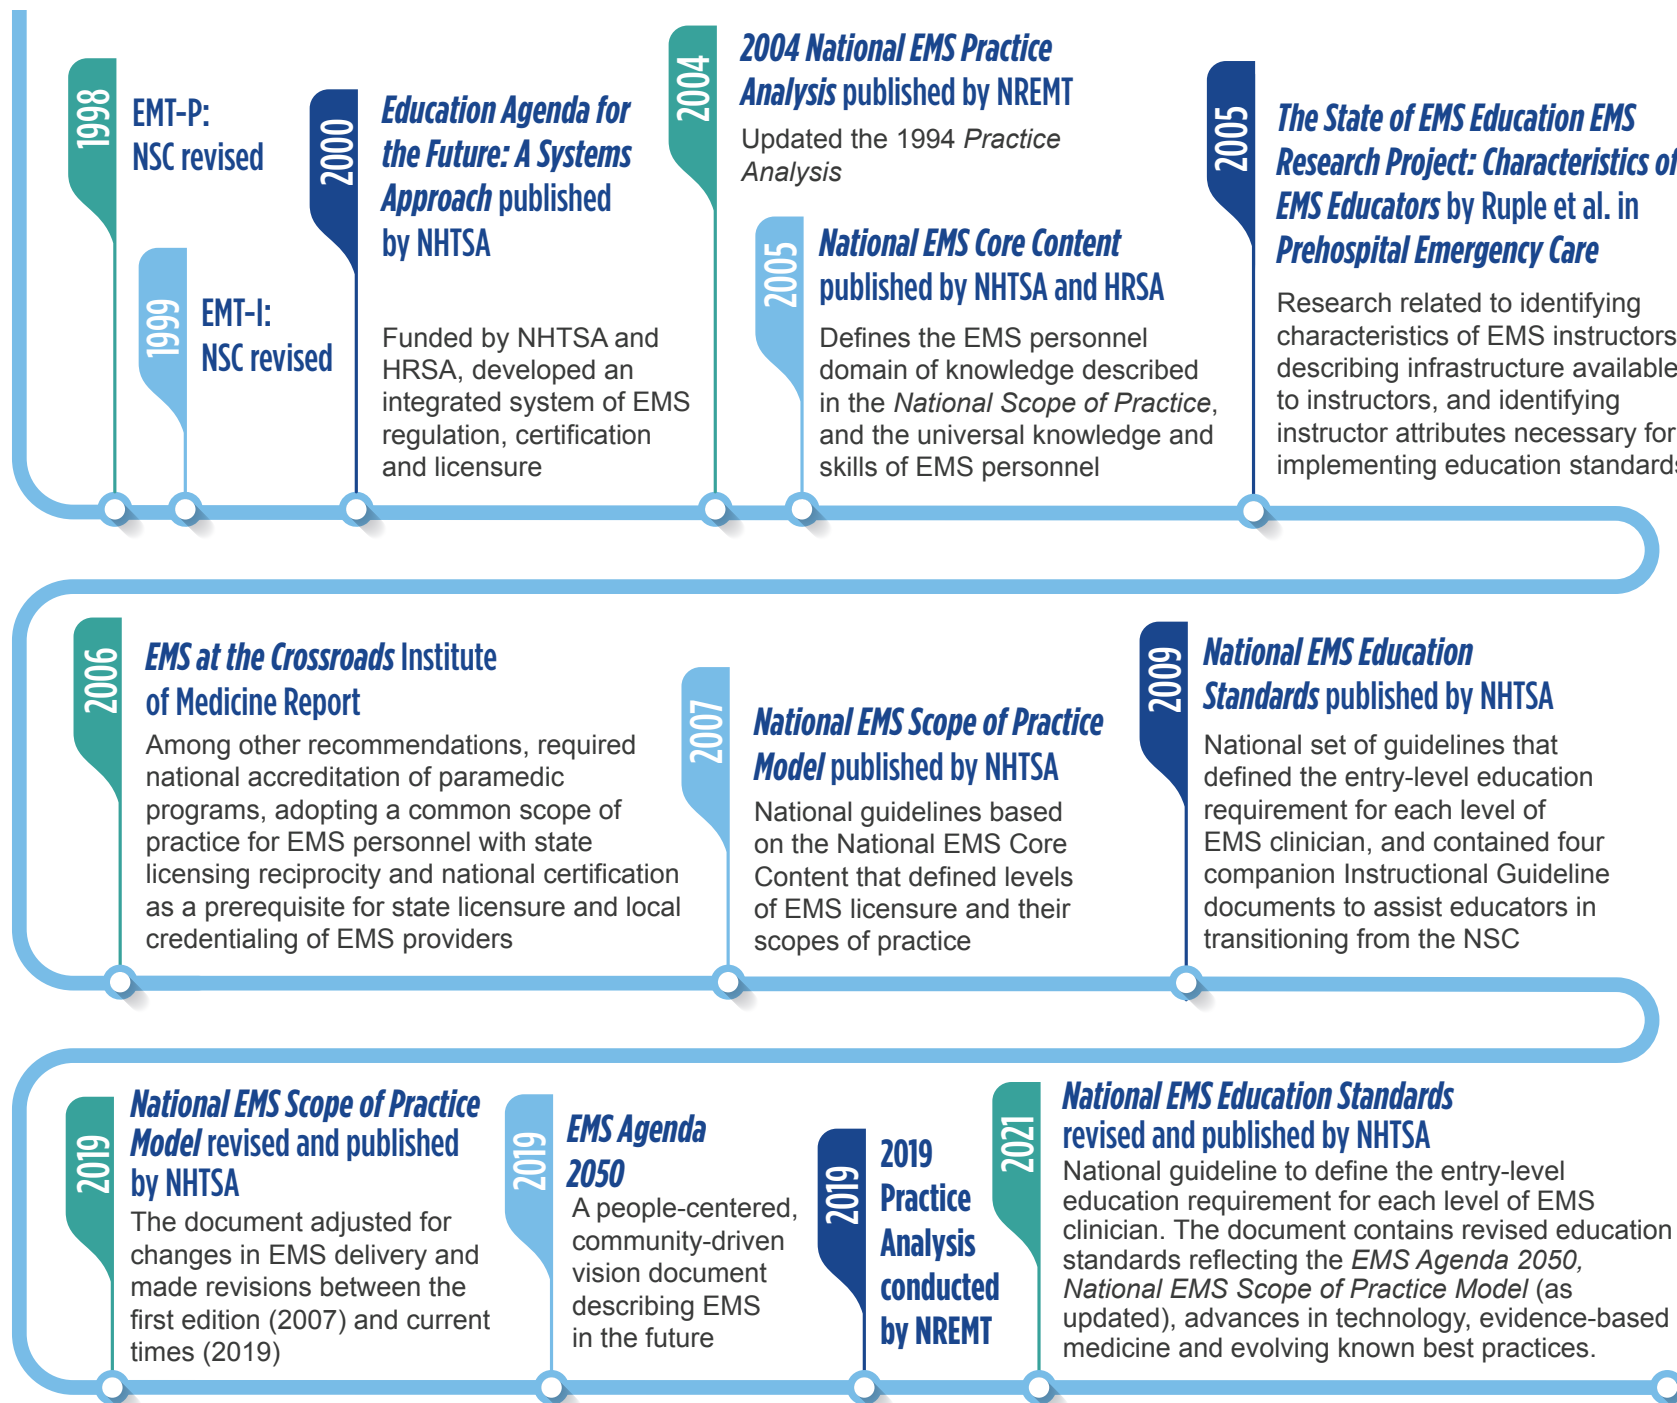 1998
EMT-P:
NSC revised
1999
EMT-I:
NSC revised
2000
Education Agenda for
the Future: A Systems
Approach published
by NHTSA
Funded by NHTSA and
HRSA, developed an
integrated system of EMS
regulation, certification
and licensure
2004
2004 National EMS Practice
Analysis published by NREMT
Updated the 1994 Practice
Analysis
2005
National EMS Core Content
published by NHTSA and HRSA
Defines the EMS personnel
domain of knowledge described
in the National Scope of Practice,
and the universal knowledge and
skills of EMS personnel
2005
The State of EMS Education EMS
Research Project: Characteristics of
EMS Educators by Ruple et al. in
Prehospital Emergency Care
Research related to identifying
characteristics of EMS instructors
describing infrastructure available
to instructors, and identifying
instructor attributes necessary for
implementing education standards
2006
EMS at the Crossroads Institute
of Medicine Report
Among other recommendations, required
national accreditation of paramedic
programs, adopting a common scope of
practice for EMS personnel with state
licensing reciprocity and national certification
as a prerequisite for state licensure and local
credentialing of EMS providers
2007
National EMS Scope of Practice
Model published by NHTSA
National guidelines based
on the National EMS Core
Content that defined levels
of EMS licensure and their
scopes of practice
2009
National EMS Education
Standards published by NHTSA
National set of guidelines that
defined the entry-level education
requirement for each level of
EMS clinician, and contained four
companion Instructional Guideline
documents to assist educators in
transitioning from the NSC
2019
National EMS Scope of Practice
Model revised and published
by NHTSA
The document adjusted for
changes in EMS delivery and
made revisions between the
first edition (2007) and current
times (2019)
2019
EMS Agenda
2050
A people-centered,
community-driven
vision document
describing EMS
in the future
2019
2019
Practice
Analysis
conducted
by NREMT
2021
National EMS Education Standards
revised and published by NHTSA
National guideline to define the entry-level
education requirement for each level of EMS
clinician. The document contains revised education
standards reflecting the EMS Agenda 2050,
National EMS Scope of Practice Model (as
updated), advances in technology, evidence-based
medicine and evolving known best practices.